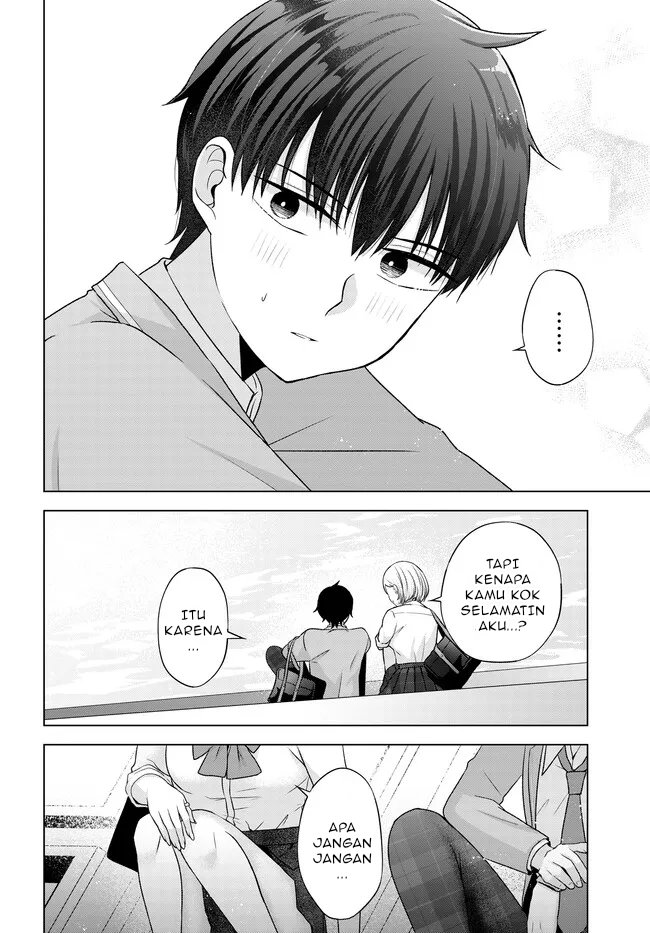 ......
TAPI
KENAPA
KAMU KOK
SELAMATIN
AKU...?
ITU
KARENA
...
APA
JANGAN
JANGAN
...